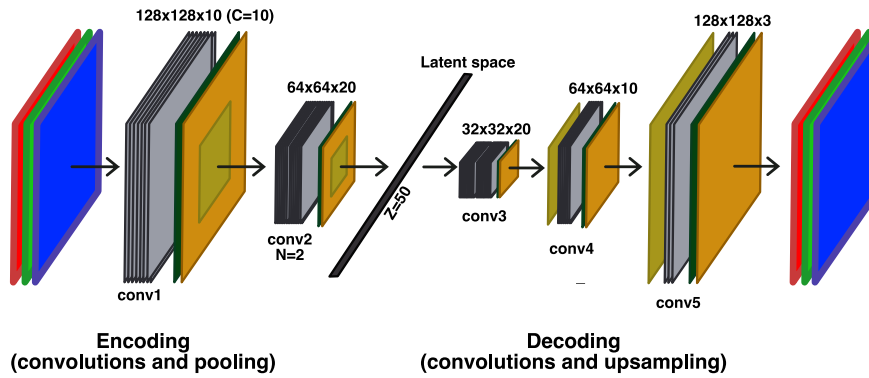 128x128x10 (C=10)
128x128x3
Latent space
64x64x20
64x64x10
32x32x20
Z=50
conv3
conv2
N=2
conv4
conv1
conv5
_
Encoding
(convolutions and pooling)
Decoding
(convolutions and upsampling)